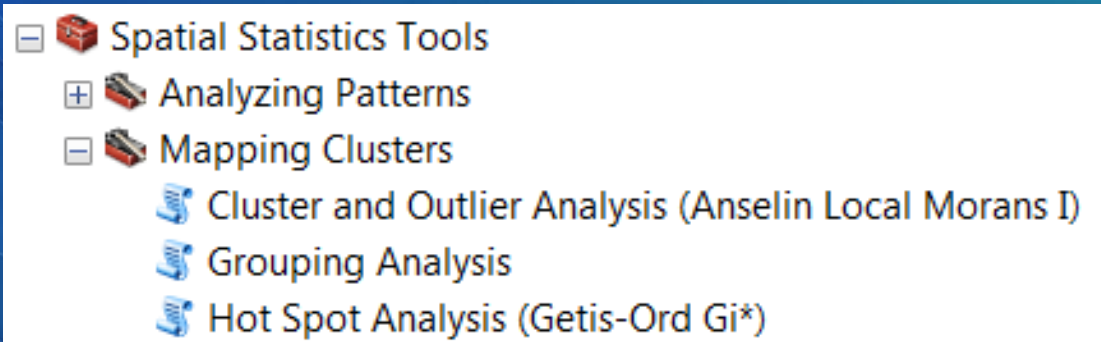 Spatial Statistics Tools
Analyzing Patterns
Mapping Clusters
Cluster and Outlier Analysis (Anselin Local Morans I)
Grouping Analysis
Hot Spot Analysis (Getis-Ord Gi*)